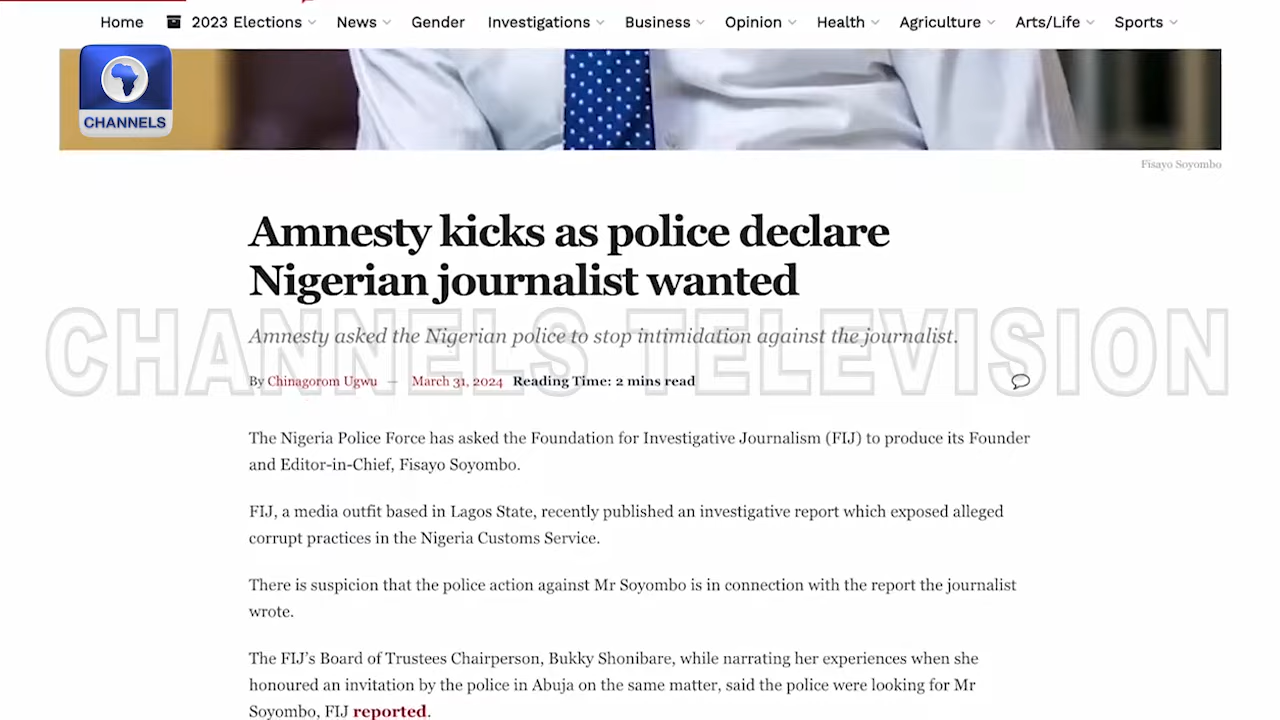 Home 2023 Elections News Gender Investigations Business Opinion Health Agriculture Arts/Life Sports
CHANNELS
Fisayo Soyombo
Amnesty kicks as police declare
Nigerian journalist wanted
CHANNELS TELEVISION
Amnesty asked the Nigerian police to stop intimidation against the journalist.
By Chinagorom Ugwu — March 31, 2024 Reading Time: 2 mins read
The Nigeria Police Force has asked the Foundation for Investigative Journalism (FIJ) to produce its Founder
and Editor-in-Chief, Fisayo Soyombo.
FIJ, a media outfit based in Lagos State, recently published an investigative report which exposed alleged
corrupt practices in the Nigeria Customs Service.
There is suspicion that the police action against Mr Soyombo is in connection with the report the journalist
wrote.
The FIJ's Board of Trustees Chairperson, Bukky Shonibare, while narrating her experiences when she
honoured an invitation by the police in Abuja on the same matter, said the police were looking for Mr
Soyombo, FIJ reported.